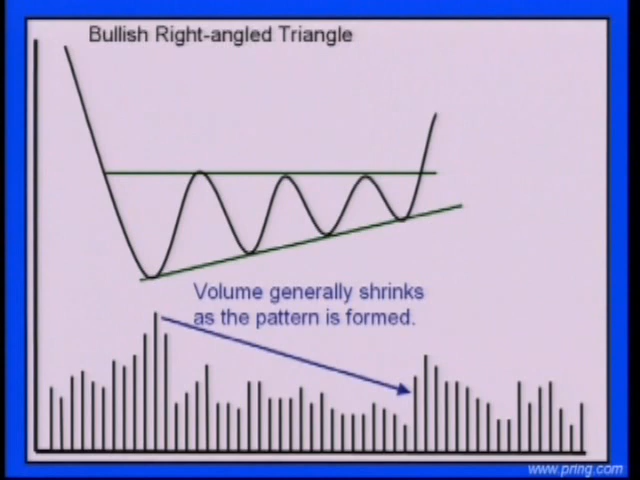 Bullish Right-angled Triangle
Volume generally shrinks
as the pattern is formed.
www.pring.com